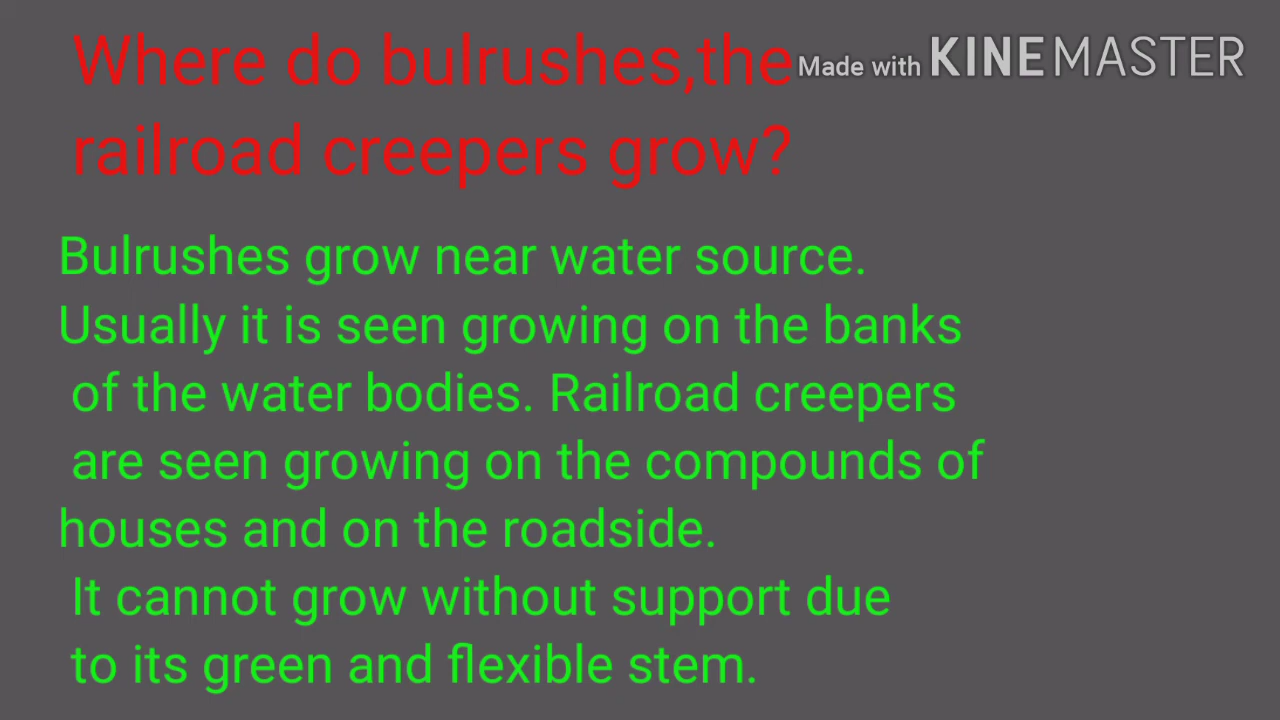 Where do bulrushes,the
railroad creepers grow?
Made with KINEMASTER
Bulrushes grow near water source.
Usually it is seen growing on the banks
of the water bodies. Railroad creepers
are seen growing on the compounds of
houses and on the roadside.
It cannot grow without support due
to its green and flexible stem.